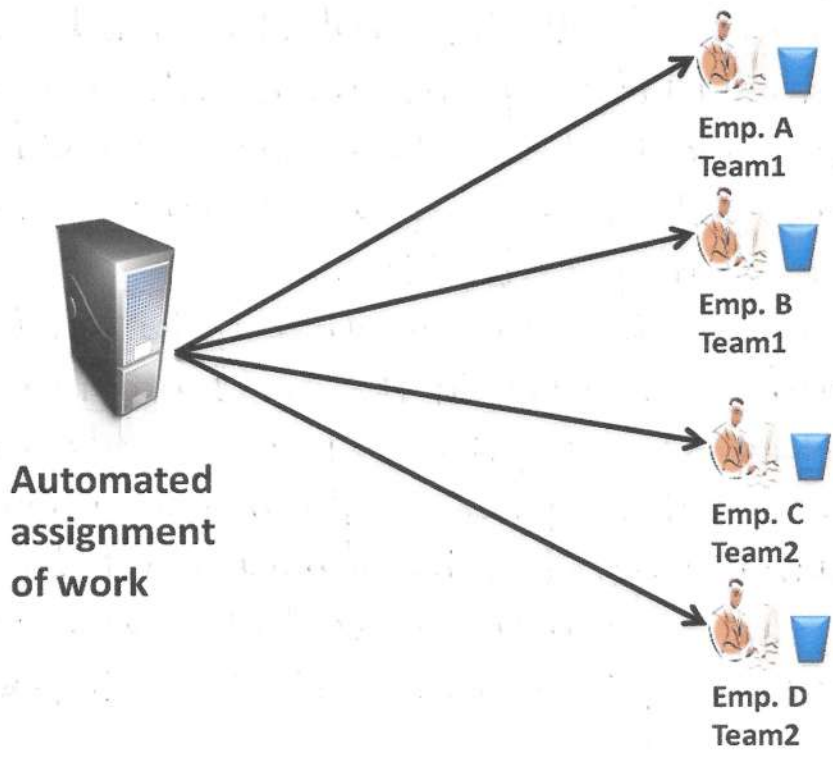 Emp. A
Team1
Emp. B
Team1
Automated
assignment
of work
Emp. C
Team2
Emp. D
Team2